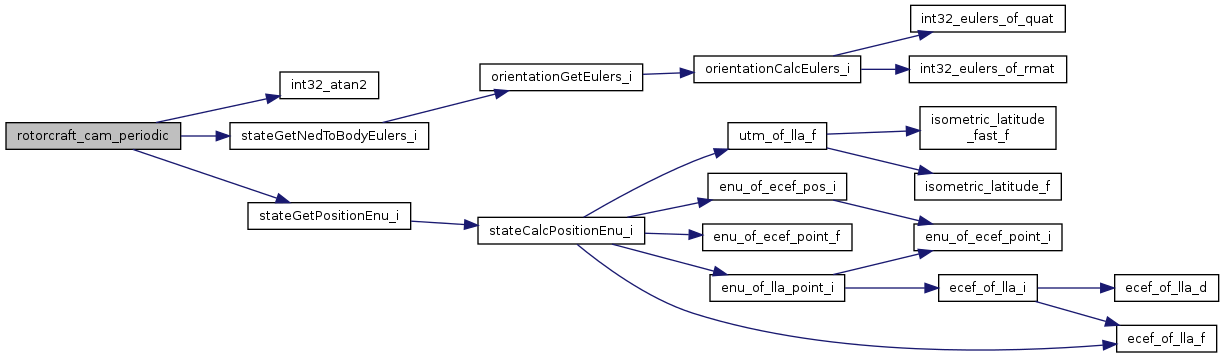 rotorcraft_cam_periodic
int32_atan2
stateGetNedToBodyEulers_i
stateGetPositionEnu_i
orientationGetEulers_i
stateCalcPositionEnu_i
orientationCalcEulers_i
utm_of_lla_f
enu_of_ecef_pos_i
enu_of_ecef_point_f
enu_of_lla_point_i
int32_eulers_of_quat
int32_eulers_of_rmat
isometric_latitude
_fast_f
isometric_latitude_f
enu_of_ecef_point_i
ecef_of_lla_i
ecef_of_lla_d
ecef_of_lla_f